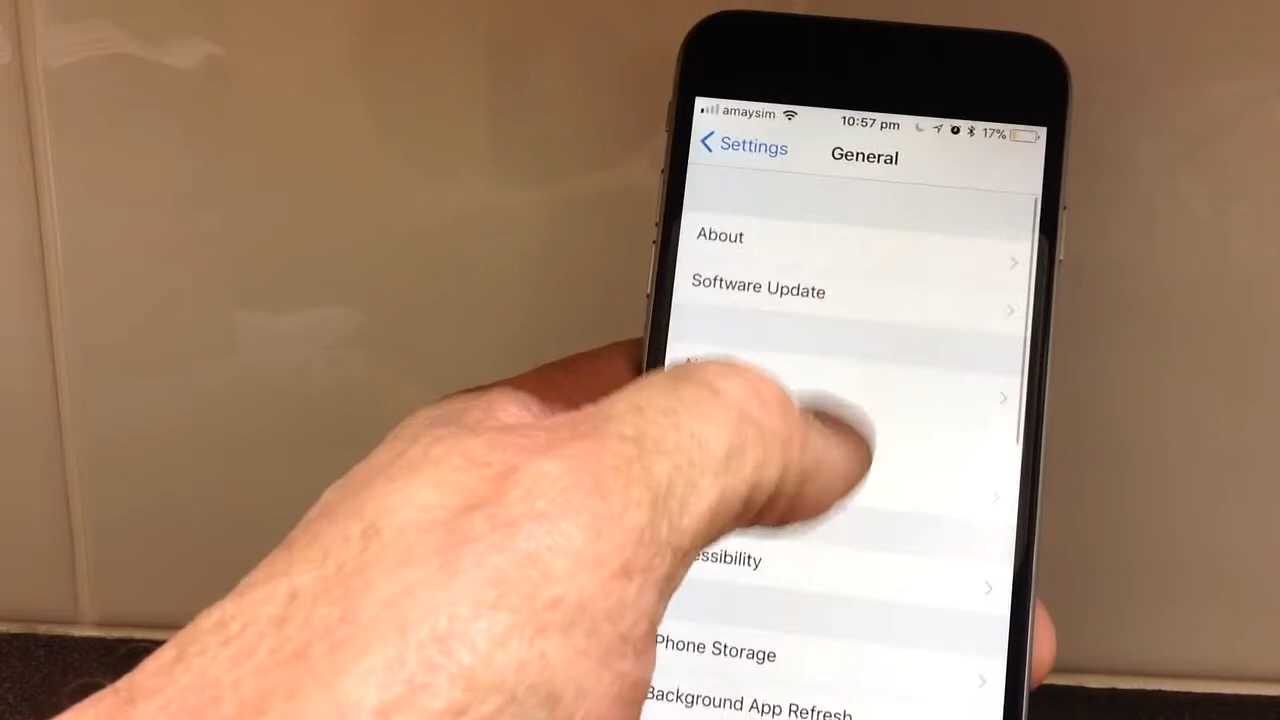 amaysim 10:57 pm 17%
Settings General
About
Software Update
essibility
Phone Storage
Background App Refresh